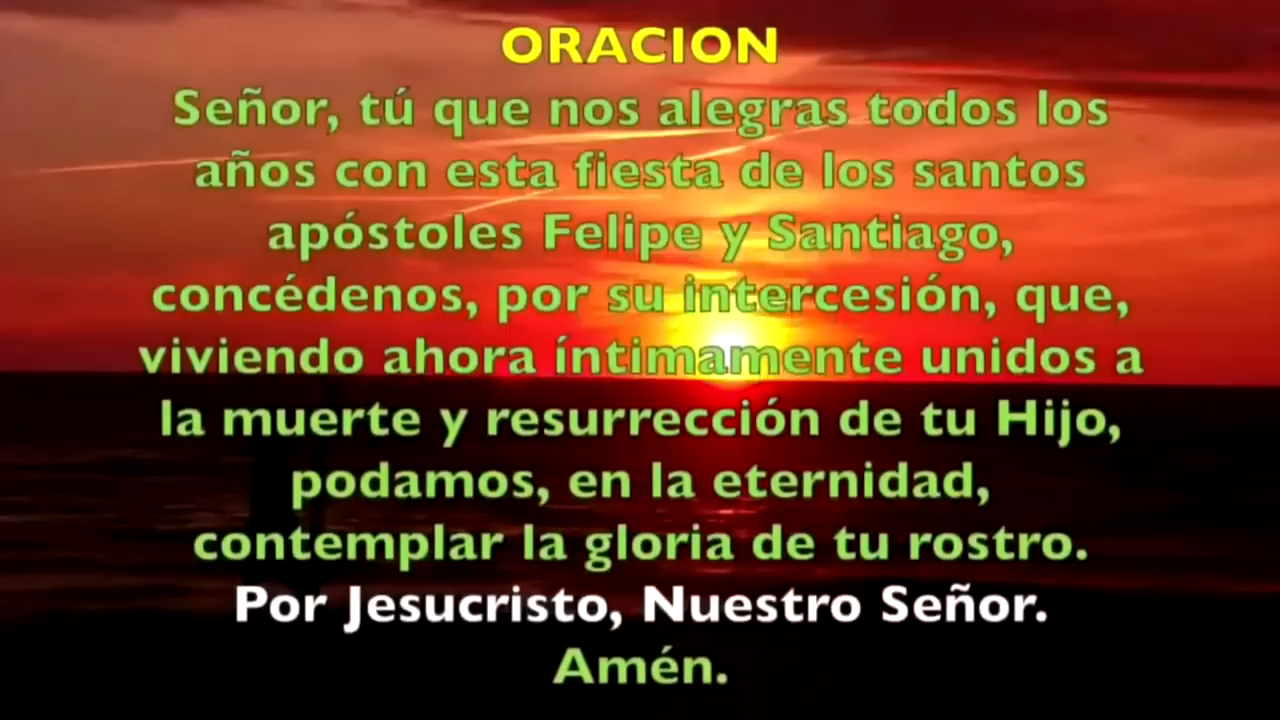 ORACION
Señor, tú que nos alegras todos los
años con esta fiesta de los santos
apóstoles Felipe y Santiago,
concédenos, por su intercesión, que,
viviendo ahora íntimamente unidos a
la muerte y resurrección de tu Hijo,
podamos, en la eternidad,
contemplar la gloria de tu rostro.
Por Jesucristo, Nuestro Señor.
Amén.